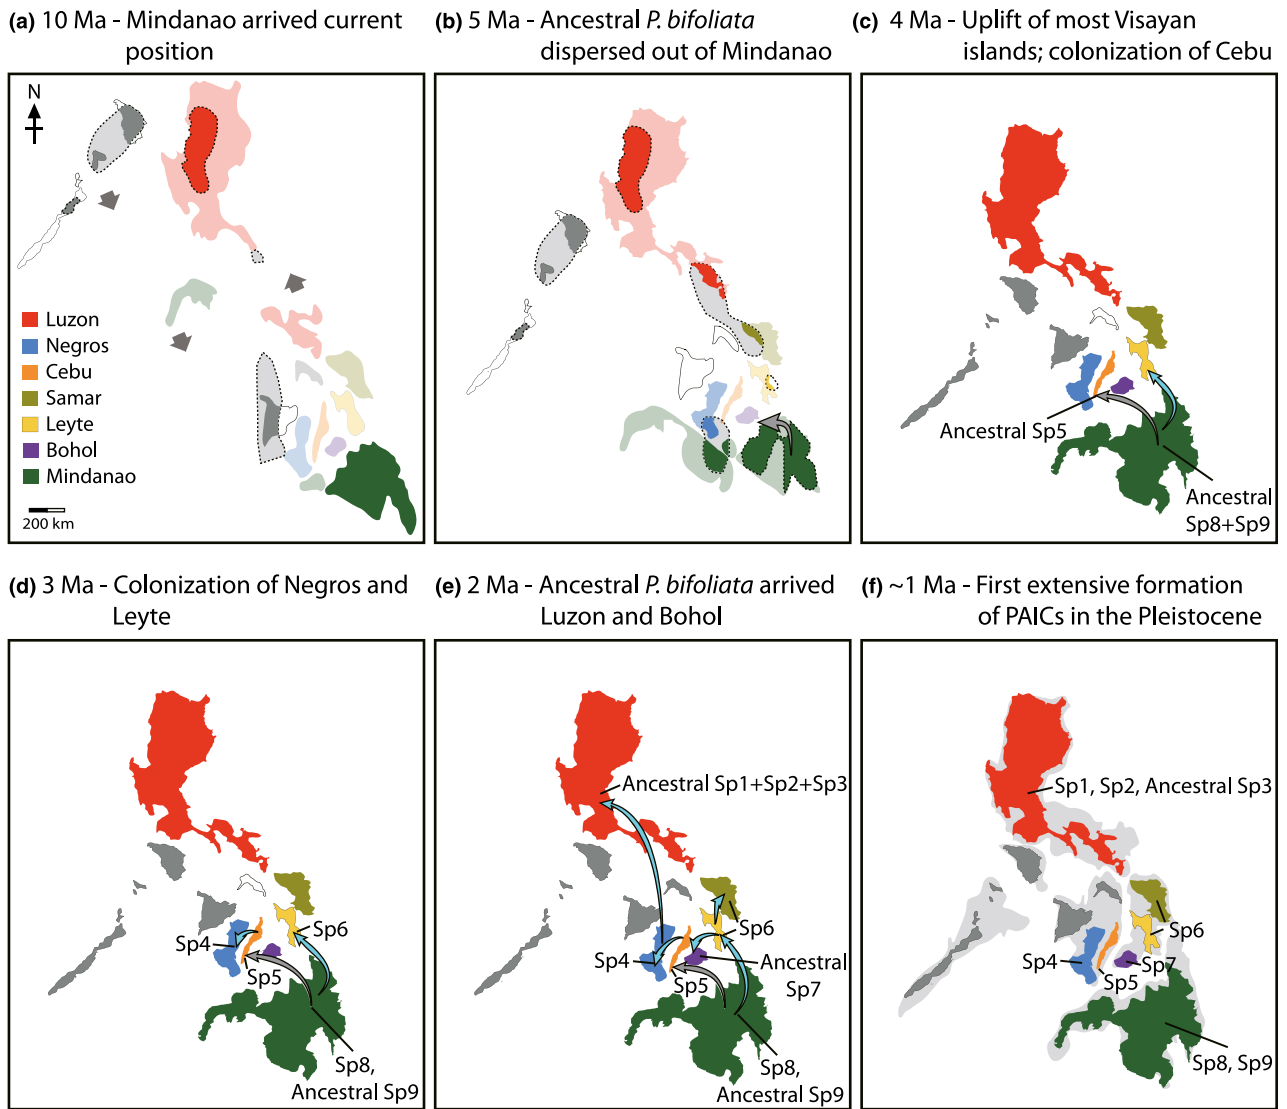 (a) 10 Ma - Mindanao arrived current
position
N
Luzon
Negros
Cebu
Samar
Leyte
Bohol
Mindanao
200 km
(b) 5 Ma - Ancestral P. bifoliata
dispersed out of Mindanao
(c) 4 Ma - Uplift of most Visayan
islands; colonization of Cebu
Ancestral Sp5
Ancestral
Sp8+Sp9
(d) 3 Ma - Colonization of Negros and
Leyte
Sp4
Sp6
Sp5
Sp8,
Ancestral Sp9
(e) 2 Ma - Ancestral P. bifoliata arrived
Luzon and Bohol
Ancestral Sp1+Sp2+Sp3
Sp6
Sp4
Sp5
Ancestral
Sp7
Sp8,
Ancestral Sp9
(f) ~1 Ma - First extensive formation
of PAICs in the Pleistocene
Sp1, Sp2, Ancestral Sp3
Sp6
Sp4
Sp7
Sp5
Sp8, Sp9